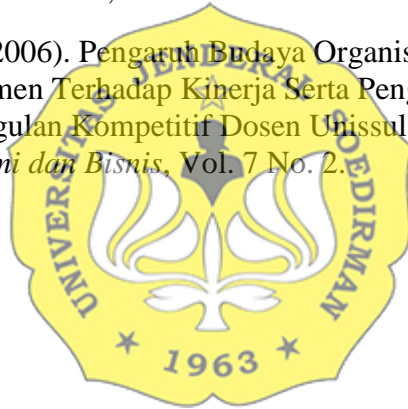 2006). Pengaruh Budaya Organis
men Terhadap Kinerja Serta Peng
gulan Kompetitif Dosen Unissul
ni dan Bisnis, Vol. 7 No. 2.
UNIVERSITAS JENDERAL SOEDIRMAN
★ 1963 ★